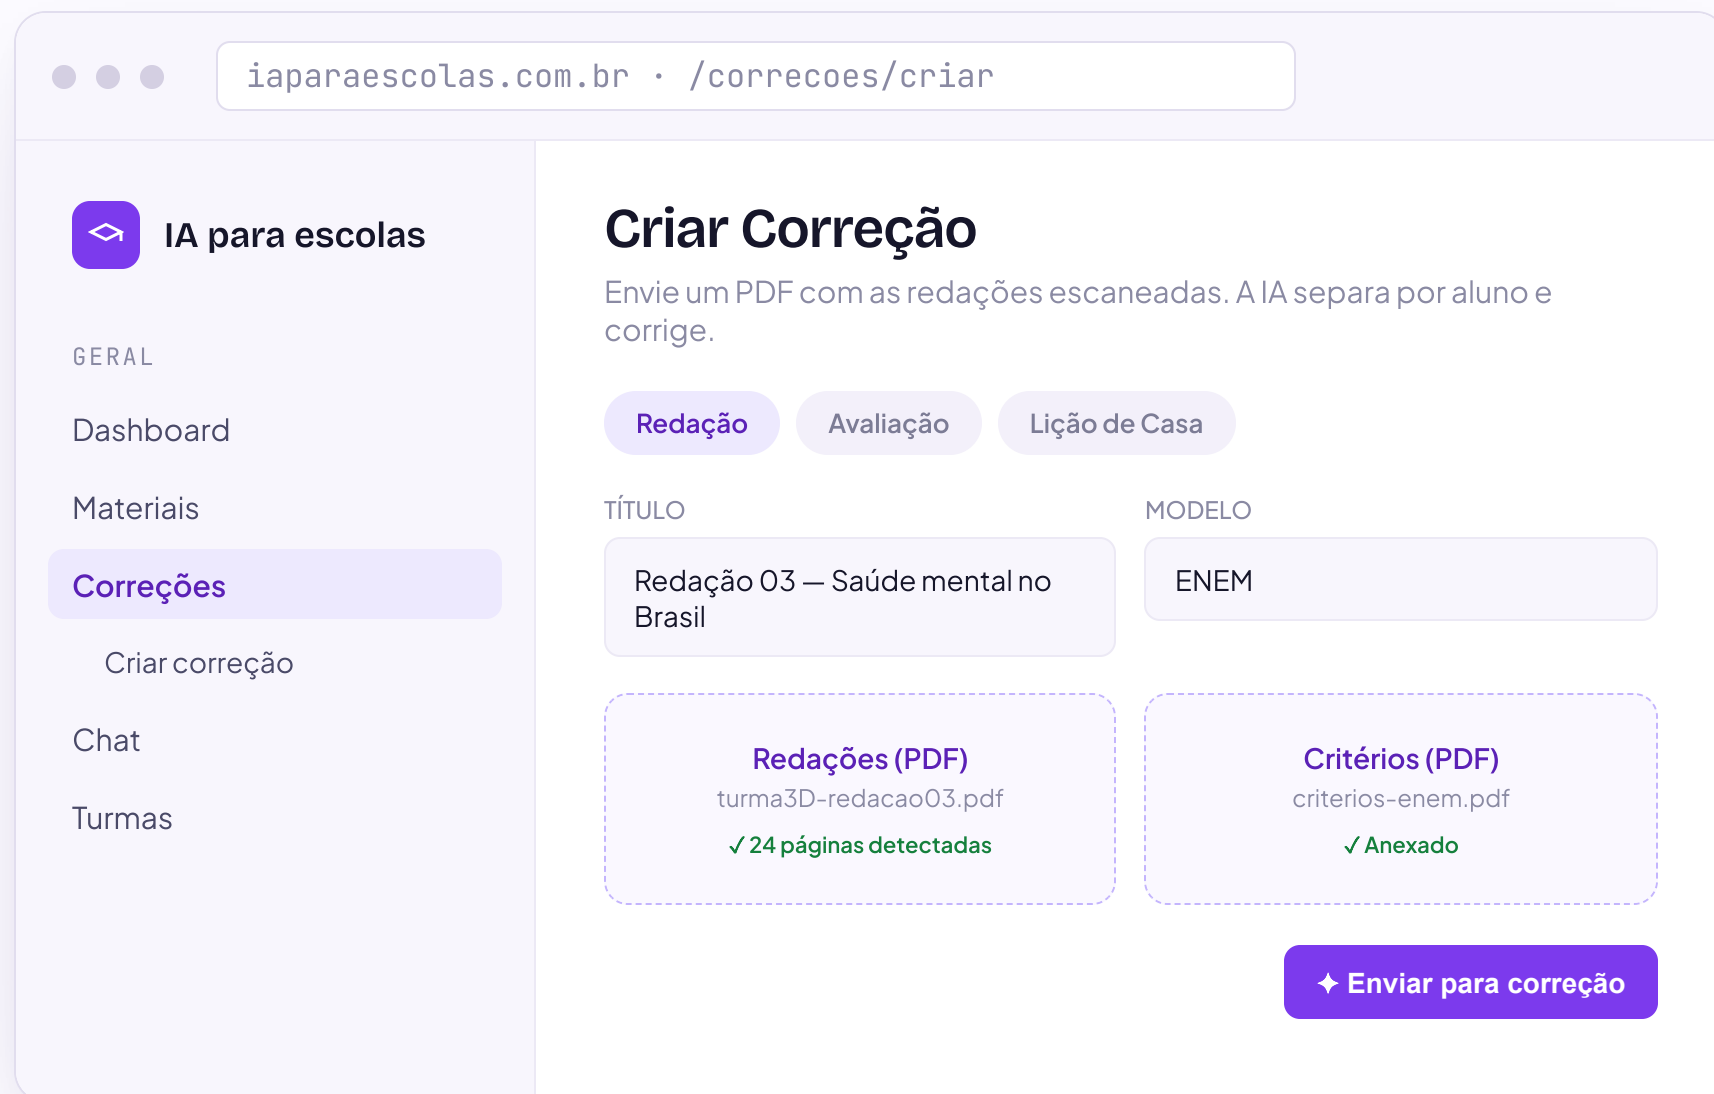 iaparaescolas.com.br · /correcoes/criar
IA para escolas
GERAL
Dashboard
Materiais
Correções
Criar correção
Chat
Turmas
Criar Correção
Envie um PDF com as redações escaneadas. A IA separa por aluno e
corrige.
Redação
Avaliação
Lição de Casa
TÍTULO
Redação 03 — Saúde mental no
Brasil
MODELO
ENEM
Redações (PDF)
turma3D-redacao03.pdf
✓ 24 páginas detectadas
Critérios (PDF)
criterios-enem.pdf
✓ Anexado
✦ Enviar para correção